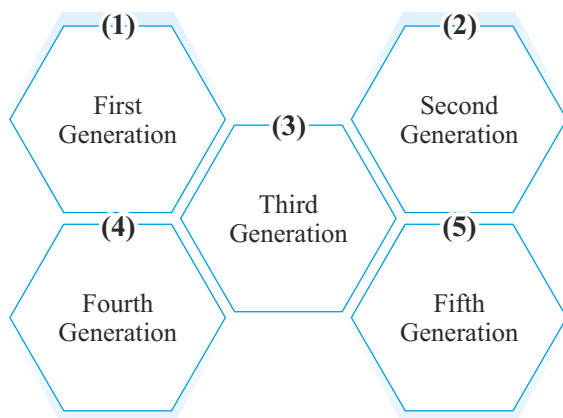 (1)
First
Generation
(2)
Second
Generation
(3)
Third
Generation
(4)
Fourth
Generation
(5)
Fifth
Generation